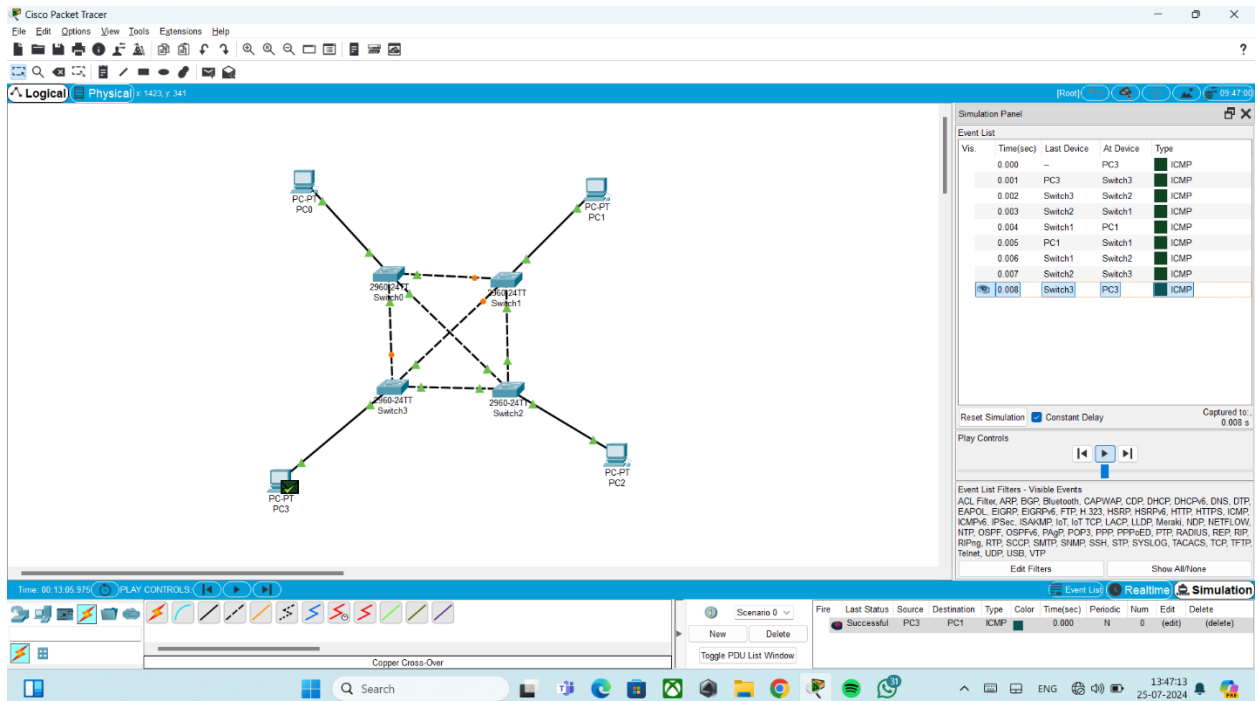 Cisco Packet Tracer
File Edit Options View Tools Extensions Help
?
Logical Physical x: 1423, y: 341 [Root] 09:47:00
PC-PT
PC0
PC-PT
PC1
2960-24TT
Switch0
2960-24TT
Switch1
2960-24TT
Switch3
2960-24TT
Switch2
PC-PT
PC2
PC-PT
PC3
Simulation Panel
Event List
Vis. Time(sec) Last Device At Device Type
0.000 -- PC3 ICMP
0.001 PC3 Switch3 ICMP
0.002 Switch3 Switch2 ICMP
0.003 Switch2 Switch1 ICMP
0.004 Switch1 PC1 ICMP
0.005 PC1 Switch1 ICMP
0.006 Switch1 Switch2 ICMP
0.007 Switch2 Switch3 ICMP
0.008 Switch3 PC3 ICMP
Reset Simulation Constant Delay Captured to:..
0.008 s
Play Controls
Event List Filters - Visible Events
ACL Filter, ARP, BGP, Bluetooth, CAPWAP, CDP, DHCP, DHCPv6, DNS, DTP,
EAPOL, EIGRP, EIGRPv6, FTP, H.323, HSRP, HSRPv6, HTTP, HTTPS, ICMP,
ICMPv6, IPSec, ISAKMP, IoT, IoT TCP, LACP, LLDP, Meraki, NDP, NETFLOW,
NTP, OSPF, OSPFv6, PAgP, POP3, PPP, PPPoED, PTP, RADIUS, REP, RIP,
RIPng, RTP, SCCP, SMTP, SNMP, SSH, STP, SYSLOG, TACACS, TCP, TFTP,
Telnet, UDP, USB, VTP
Edit Filters Show All/None
Time: 00:13:05.975 PLAY CONTROLS: Event List Realtime Simulation
Scenario 0
New Delete
Toggle PDU List Window
Fire Last Status Source Destination Type Color Time(sec) Periodic Num Edit Delete
Successful PC3 PC1 ICMP 0.000 N 0 (edit) (delete)
Copper Cross-Over
Search
31
ENG
13:47:13
25-07-2024
PRE